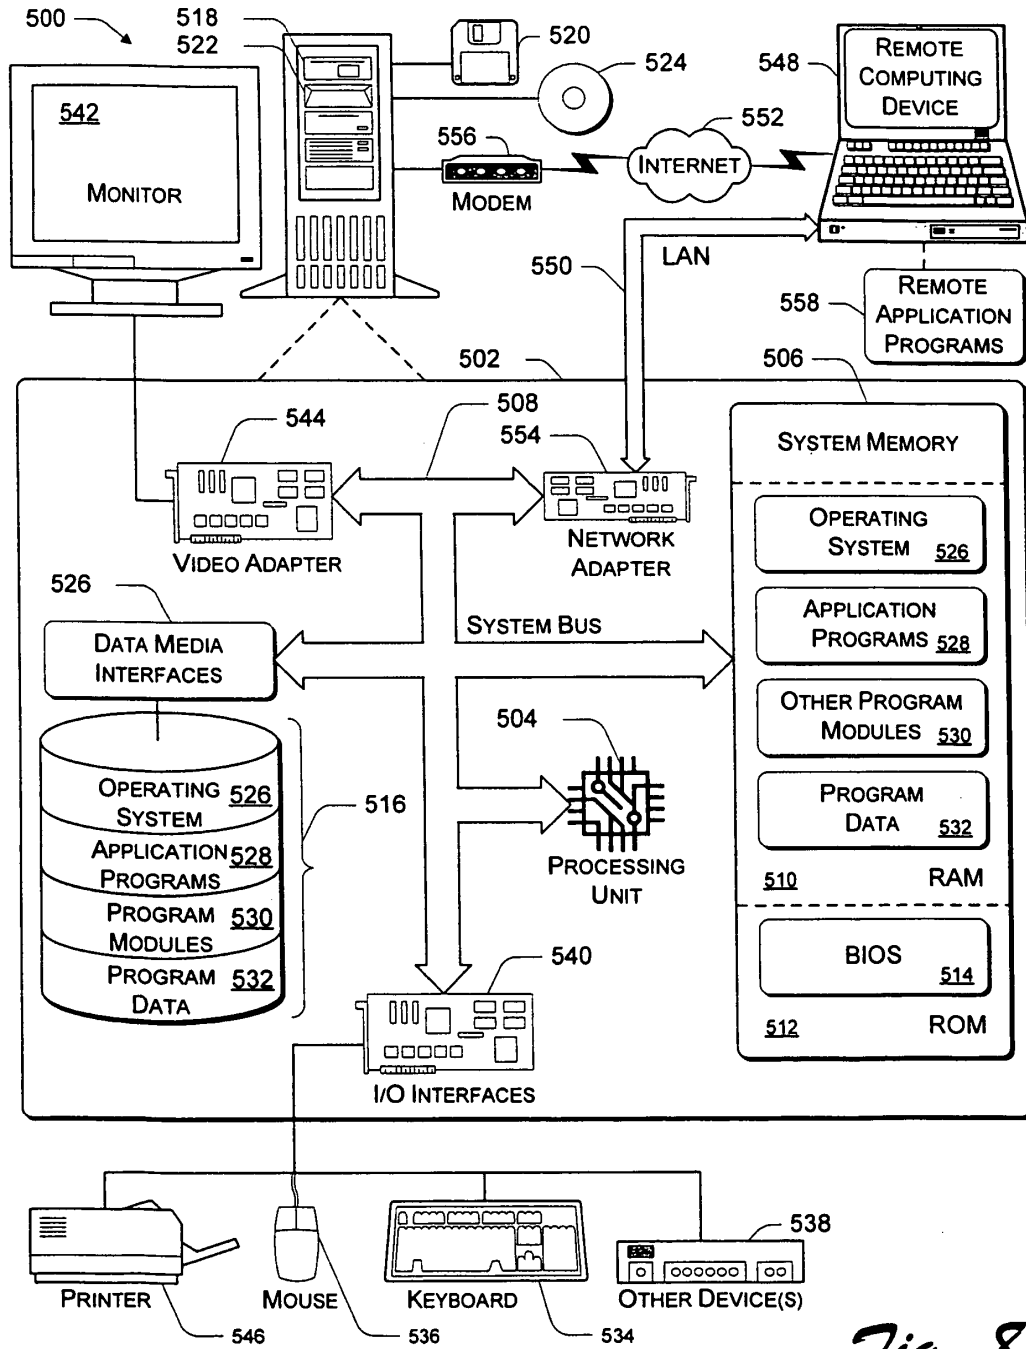 500
518
522
520
524
548
REMOTE
COMPUTING
DEVICE
542
MONITOR
556
MODEM
552
INTERNET
550
LAN
558
REMOTE
APPLICATION
PROGRAMS
502
506
508
544
554
SYSTEM MEMORY
VIDEO ADAPTER
NETWORK
ADAPTER
OPERATING
SYSTEM 526
526
DATA MEDIA
INTERFACES
SYSTEM BUS
APPLICATION
PROGRAMS 528
OTHER PROGRAM
MODULES 530
504
PROCESSING
UNIT
PROGRAM
DATA 532
510 RAM
OPERATING 526
SYSTEM
516
APPLICATION 528
PROGRAMS
PROGRAM 530
MODULES
PROGRAM 532
DATA
BIOS 514
512 ROM
540
I/O INTERFACES
PRINTER
546
MOUSE
536
KEYBOARD
534
538
OTHER DEVICE(S)
Fig. 8